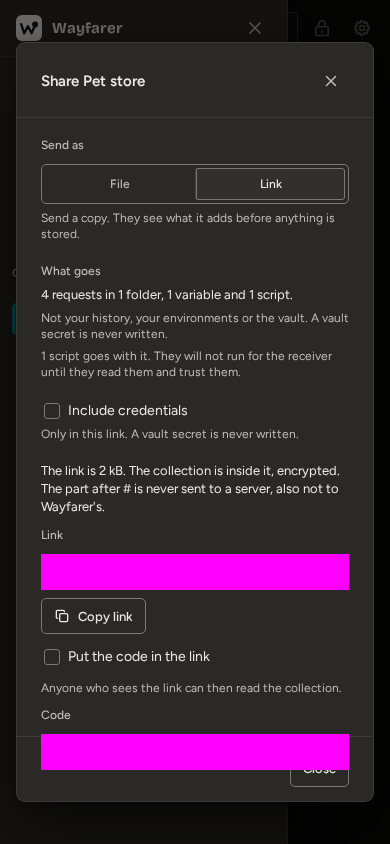 Wayfarer
Share Pet store
Send as
File
Link
Send a copy. They see what it adds before anything is
stored.
What goes
4 requests in 1 folder, 1 variable and 1 script.
Not your history, your environments or the vault. A vault
secret is never written.
1 script goes with it. They will not run for the receiver
until they read them and trust them.
Include credentials
Only in this link. A vault secret is never written.
The link is 2 kB. The collection is inside it, encrypted.
The part after # is never sent to a server, also not to
Wayfarer's.
Link
Copy link
Put the code in the link
Anyone who sees the link can then read the collection.
Code
Close